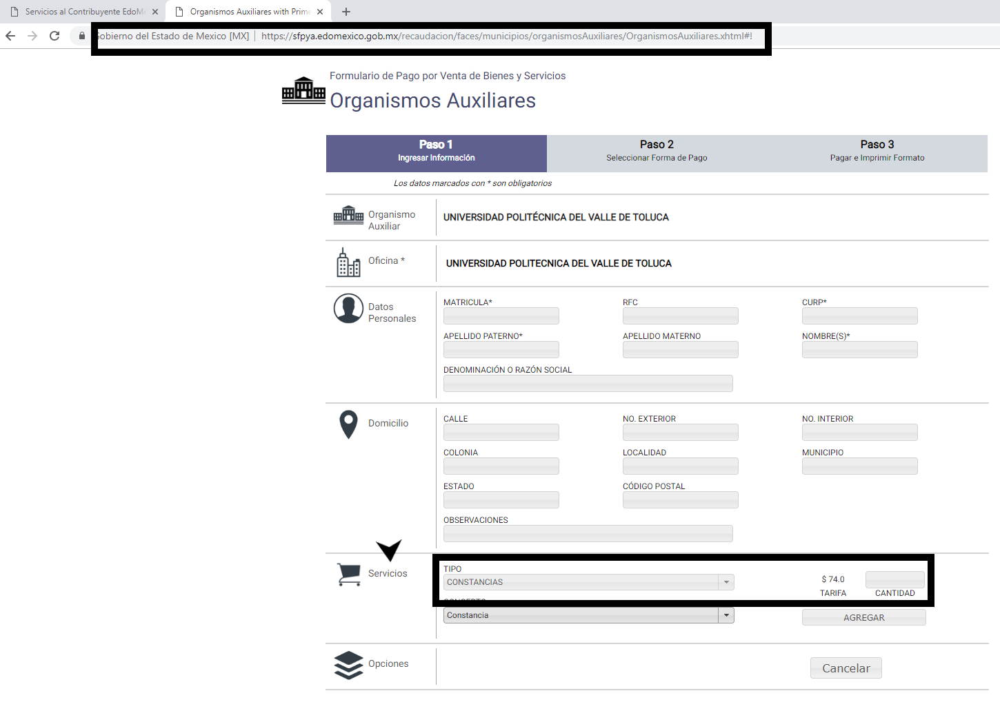 Servicios al Contribuyente EdoM
Organismos Auxiliares with Prime
Gobierno del Estado de Mexico [MX] | https://sfpya.edomexico.gob.mx/recaudacion/faces/municipios/organismosAuxiliares/OrganismosAuxiliares.xhtml#!
Formulario de Pago por Venta de Bienes y Servicios
Organismos Auxiliares
Paso 1 Paso 2 Paso 3
Ingresar Información Seleccionar Forma de Pago Pagar e Imprimir Formato
Los datos marcados con * son obligatorios
Organismo
Auxiliar
UNIVERSIDAD POLITÉCNICA DEL VALLE DE TOLUCA
Oficina *
UNIVERSIDAD POLITECNICA DEL VALLE DE TOLUCA
Datos
Personales
MATRICULA* RFC CURP*
APELLIDO PATERNO* APELLIDO MATERNO NOMBRE(S)*
DENOMINACIÓN O RAZÓN SOCIAL
Domicilio
CALLE NO. EXTERIOR NO. INTERIOR
COLONIA LOCALIDAD MUNICIPIO
ESTADO CÓDIGO POSTAL
OBSERVACIONES
Servicios
TIPO
CONSTANCIAS
$ 74.0
TARIFA CANTIDAD
Constancia
AGREGAR
Opciones
Cancelar